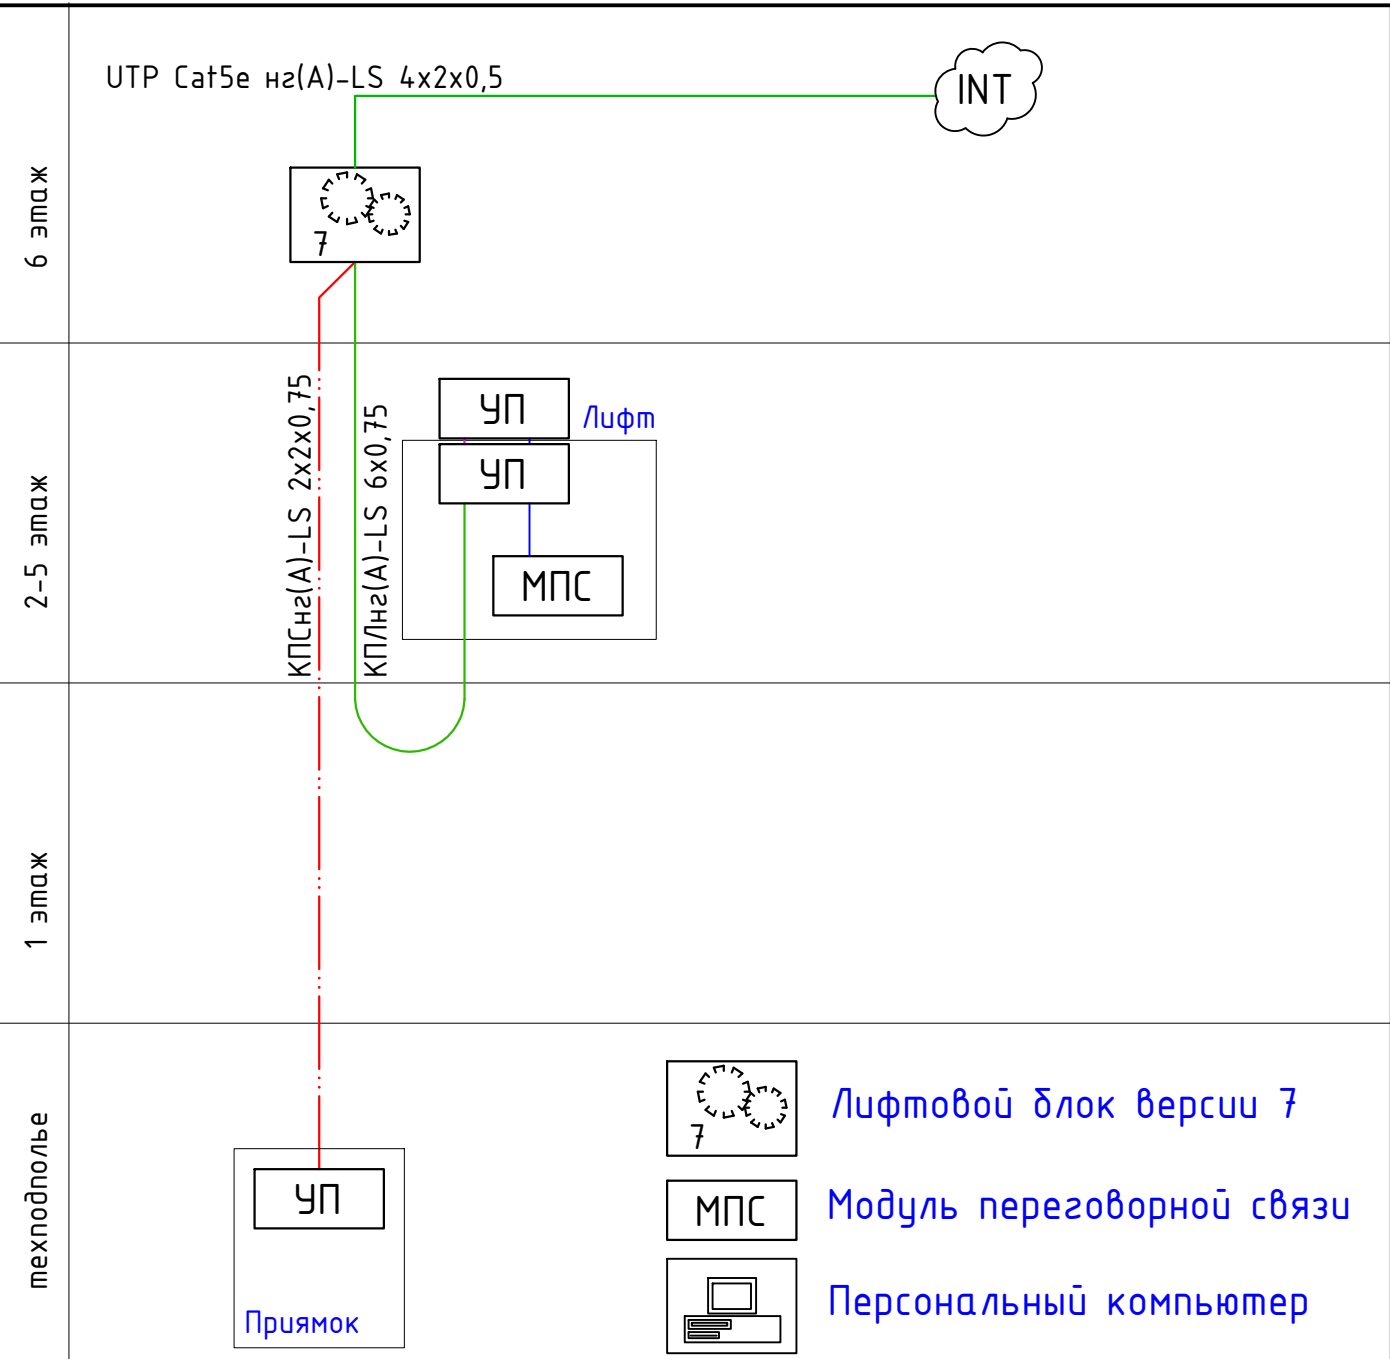 UTP Cat5e нг(А)-LS 4x2x0,5
INT
6 этаж
7
2-5 этаж
КПСнг(А)-LS 2x2x0,75
КПЛнг(А)-LS 6x0,75
УП
Лифт
УП
МПС
1 этаж
техподполье
УП
Приямок
7
Лифтовой блок версии 7
МПС
Модуль переговорной связи
Персональный компьютер